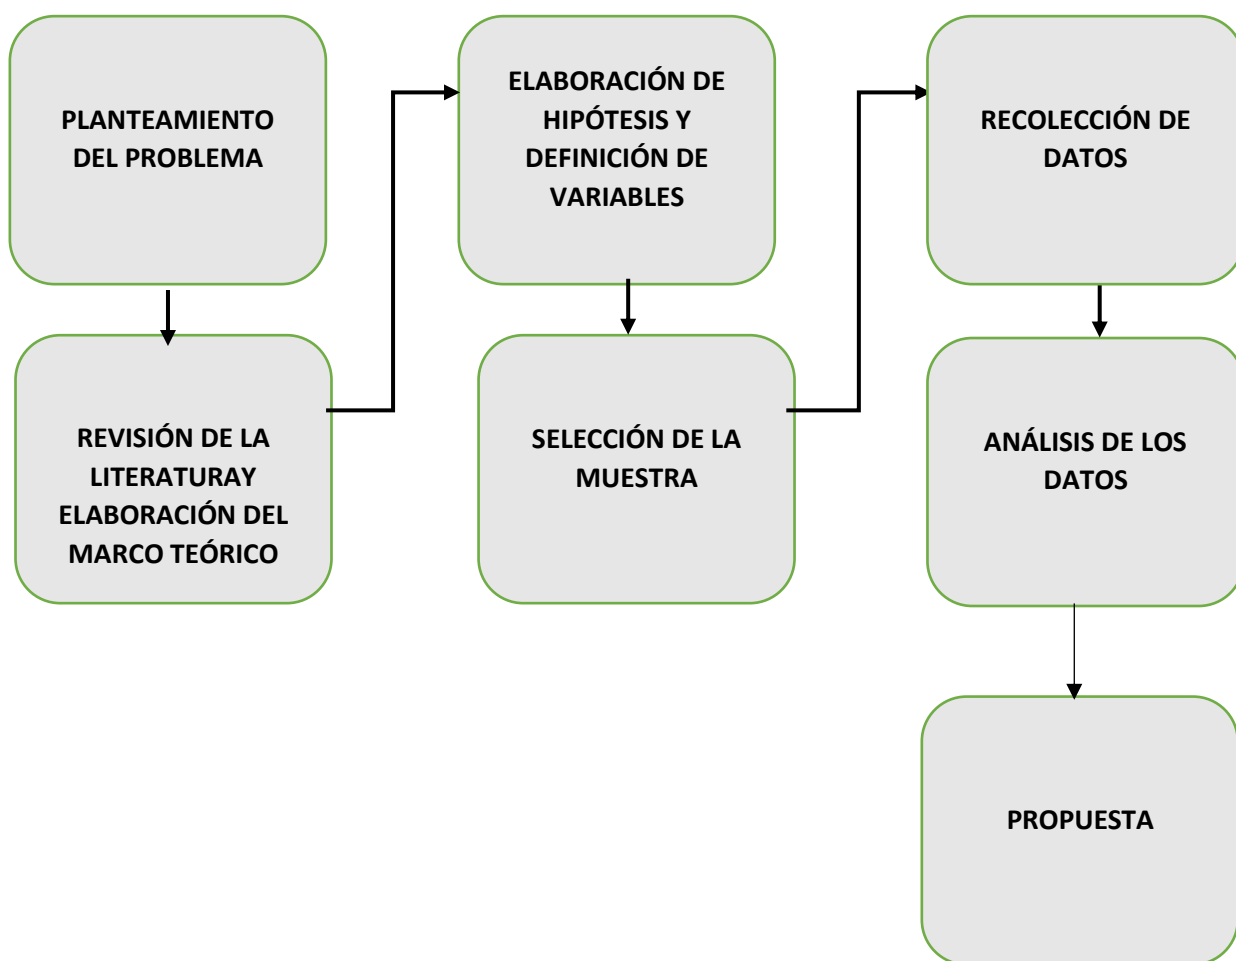 PLANTEAMIENTO
DEL PROBLEMA
REVISIÓN DE LA
LITERATURAY
ELABORACIÓN DEL
MARCO TEÓRICO
ELABORACIÓN DE
HIPÓTESIS Y
DEFINICIÓN DE
VARIABLES
SELECCIÓN DE LA
MUESTRA
RECOLECCIÓN DE
DATOS
ANÁLISIS DE LOS
DATOS
PROPUESTA